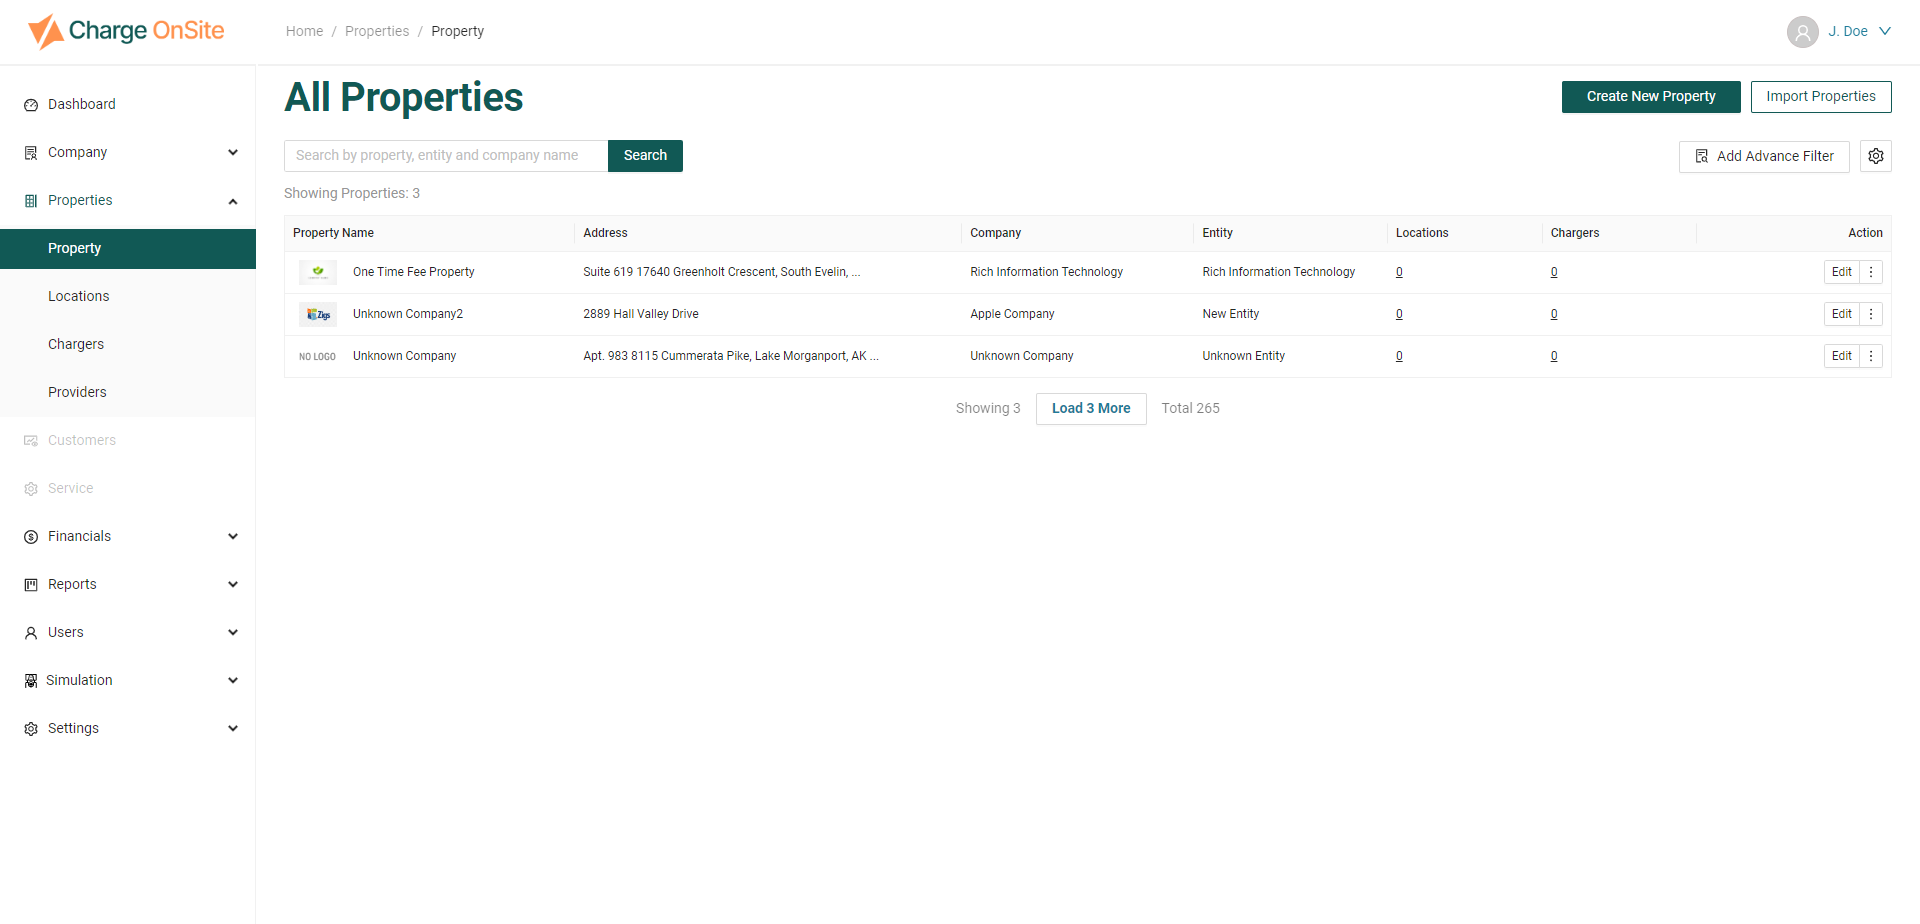 Charge OnSite
Home / Properties / Property
J. Doe
Dashboard
Company
Properties
Property
Locations
Chargers
Providers
Customers
Service
Financials
Reports
Users
Simulation
Settings
All Properties
Create New Property
Import Properties
Search by property, entity and company name
Search
Add Advance Filter
Showing Properties: 3
Property Name Address Company Entity Locations Chargers Action
One Time Fee Property Suite 619 17640 Greenholt Crescent, South Evelin, ... Rich Information Technology Rich Information Technology 0 0 Edit
Zigs Unknown Company2 2889 Hall Valley Drive Apple Company New Entity 0 0 Edit
NO LOGO Unknown Company Apt. 983 8115 Cummerata Pike, Lake Morganport, AK ... Unknown Company Unknown Entity 0 0 Edit
Showing 3 Load 3 More Total 265